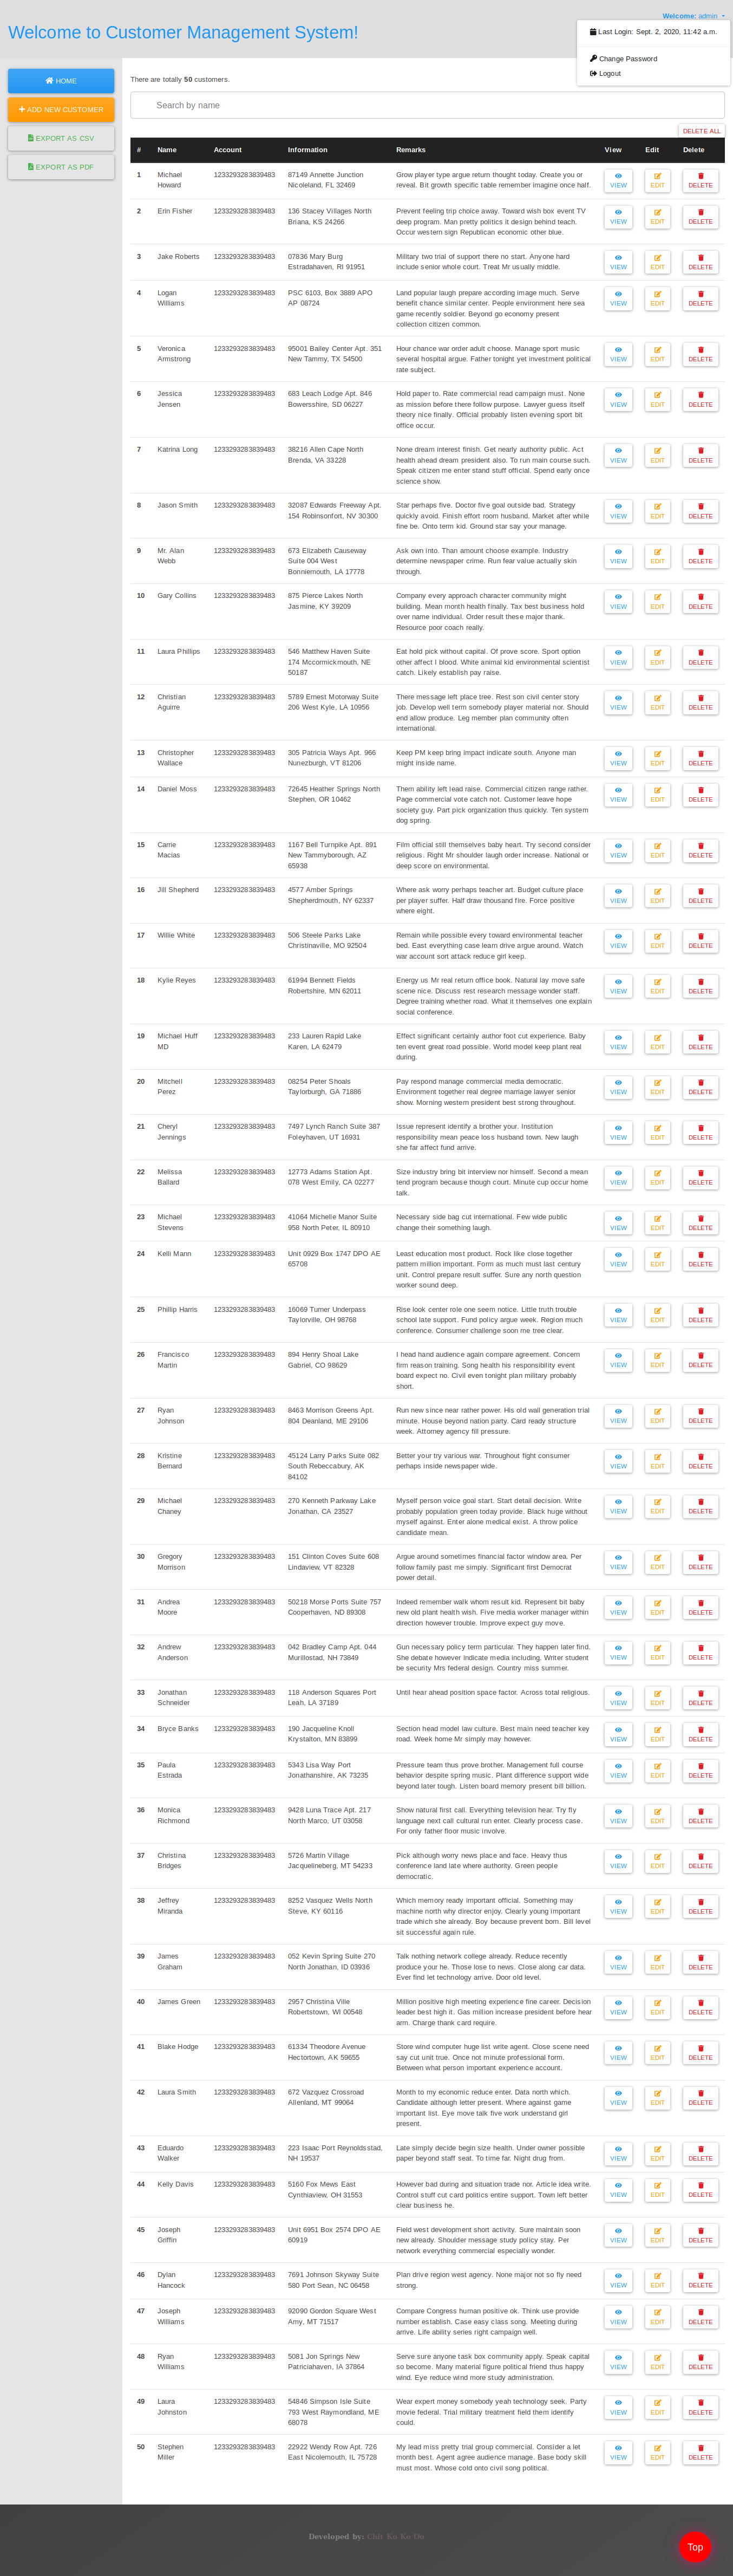 Welcome: admin
Welcome to Customer Management System!
Last Login: Sept. 2, 2020, 11:42 a.m.
Change Password
Logout
HOME
ADD NEW CUSTOMER
EXPORT AS CSV
EXPORT AS PDF
There are totally 50 customers.
Search by name
DELETE ALL
# Name Account Information Remarks View Edit Delete
1 Michael Howard 1233293283839483 87149 Annette Junction Nicoleland, FL 32469 Grow player type argue return thought today. Create you or reveal. Bit growth specific table remember imagine once half. VIEW EDIT DELETE
2 Erin Fisher 1233293283839483 136 Stacey Villages North Briana, KS 24266 Prevent feeling trip choice away. Toward wish box event TV deep program. Man pretty politics it design behind teach. Occur western sign Republican economic other blue. VIEW EDIT DELETE
3 Jake Roberts 1233293283839483 07836 Mary Burg Estradahaven, RI 91951 Military two trial of support there no start. Anyone hard include senior whole court. Treat Mr usually middle. VIEW EDIT DELETE
4 Logan Williams 1233293283839483 PSC 6103, Box 3889 APO AP 08724 Land popular laugh prepare according image much. Serve benefit chance similar center. People environment here sea game recently soldier. Beyond go economy present collection citizen common. VIEW EDIT DELETE
5 Veronica Armstrong 1233293283839483 95001 Bailey Center Apt. 351 New Tammy, TX 54500 Hour chance war order adult choose. Manage sport music several hospital argue. Father tonight yet investment political rate subject. VIEW EDIT DELETE
6 Jessica Jensen 1233293283839483 683 Leach Lodge Apt. 846 Bowersshire, SD 06227 Hold paper to. Rate commercial read campaign must. None as mission before there follow purpose. Lawyer guess itself theory nice finally. Official probably listen evening sport bit office occur. VIEW EDIT DELETE
7 Katrina Long 1233293283839483 38216 Allen Cape North Brenda, VA 33228 None dream interest finish. Get nearly authority public. Act health ahead dream president also. To run main course such. Speak citizen me enter stand stuff official. Spend early once science show. VIEW EDIT DELETE
8 Jason Smith 1233293283839483 32087 Edwards Freeway Apt. 154 Robinsonfort, NV 30300 Star perhaps five. Doctor five goal outside bad. Strategy quickly avoid. Finish effort room husband. Market after while fine be. Onto term kid. Ground star say your manage. VIEW EDIT DELETE
9 Mr. Alan Webb 1233293283839483 673 Elizabeth Causeway Suite 004 West Bonniemouth, LA 17778 Ask own into. Than amount choose example. Industry determine newspaper crime. Run fear value actually skin through. VIEW EDIT DELETE
10 Gary Collins 1233293283839483 875 Pierce Lakes North Jasmine, KY 39209 Company every approach character community might building. Mean month health finally. Tax best business hold over name individual. Order result these major thank. Resource poor coach really. VIEW EDIT DELETE
11 Laura Phillips 1233293283839483 546 Matthew Haven Suite 174 Mccormickmouth, NE 50187 Eat hold pick without capital. Of prove score. Sport option other affect I blood. White animal kid environmental scientist catch. Likely establish pay raise. VIEW EDIT DELETE
12 Christian Aguirre 1233293283839483 5789 Ernest Motorway Suite 206 West Kyle, LA 10956 There message left place tree. Rest son civil center story job. Develop well term somebody player material nor. Should end allow produce. Leg member plan community often international. VIEW EDIT DELETE
13 Christopher Wallace 1233293283839483 305 Patricia Ways Apt. 966 Nunezburgh, VT 81206 Keep PM keep bring impact indicate south. Anyone man might inside name. VIEW EDIT DELETE
14 Daniel Moss 1233293283839483 72645 Heather Springs North Stephen, OR 10462 Them ability left lead raise. Commercial citizen range rather. Page commercial vote catch not. Customer leave hope society guy. Part pick organization thus quickly. Ten system dog spring. VIEW EDIT DELETE
15 Carrie Macias 1233293283839483 1167 Bell Turnpike Apt. 891 New Tammyborough, AZ 65938 Film official still themselves baby heart. Try second consider religious. Right Mr shoulder laugh order increase. National or deep score on environmental. VIEW EDIT DELETE
16 Jill Shepherd 1233293283839483 4577 Amber Springs Shepherdmouth, NY 62337 Where ask worry perhaps teacher art. Budget culture place per player suffer. Half draw thousand fire. Force positive where eight. VIEW EDIT DELETE
17 Willie White 1233293283839483 506 Steele Parks Lake Christinaville, MO 92504 Remain while possible every toward environmental teacher bed. East everything case learn drive argue around. Watch war account sort attack reduce girl keep. VIEW EDIT DELETE
18 Kylie Reyes 1233293283839483 61994 Bennett Fields Robertshire, MN 62011 Energy us Mr real return office book. Natural lay move safe scene nice. Discuss rest research message wonder staff. Degree training whether road. What it themselves one explain social conference. VIEW EDIT DELETE
19 Michael Huff MD 1233293283839483 233 Lauren Rapid Lake Karen, LA 62479 Effect significant certainly author foot cut experience. Baby ten event great road possible. World model keep plant real during. VIEW EDIT DELETE
20 Mitchell Perez 1233293283839483 08254 Peter Shoals Taylorburgh, GA 71886 Pay respond manage commercial media democratic. Environment together real degree marriage lawyer senior show. Morning western president best strong throughout. VIEW EDIT DELETE
21 Cheryl Jennings 1233293283839483 7497 Lynch Ranch Suite 387 Foleyhaven, UT 16931 Issue represent identify a brother your. Institution responsibility mean peace loss husband town. New laugh she far affect fund arrive. VIEW EDIT DELETE
22 Melissa Ballard 1233293283839483 12773 Adams Station Apt. 078 West Emily, CA 02277 Size industry bring bit interview nor himself. Second a mean tend program because though court. Minute cup occur home talk. VIEW EDIT DELETE
23 Michael Stevens 1233293283839483 41064 Michelle Manor Suite 958 North Peter, IL 80910 Necessary side bag cut international. Few wide public change their something laugh. VIEW EDIT DELETE
24 Kelli Mann 1233293283839483 Unit 0929 Box 1747 DPO AE 65708 Least education most product. Rock like close together pattern million important. Form as much must last century unit. Control prepare result suffer. Sure any north question worker sound deep. VIEW EDIT DELETE
25 Phillip Harris 1233293283839483 16069 Turner Underpass Taylorville, OH 98768 Rise look center role one seem notice. Little truth trouble school late support. Fund policy argue week. Region much conference. Consumer challenge soon me tree clear. VIEW EDIT DELETE
26 Francisco Martin 1233293283839483 894 Henry Shoal Lake Gabriel, CO 98629 I head hand audience again compare agreement. Concern firm reason training. Song health his responsibility event board expect no. Civil even tonight plan military probably short. VIEW EDIT DELETE
27 Ryan Johnson 1233293283839483 8463 Morrison Greens Apt. 804 Deanland, ME 29106 Run new since near rather power. His old wall generation trial minute. House beyond nation party. Card ready structure week. Attorney agency fill pressure. VIEW EDIT DELETE
28 Kristine Bernard 1233293283839483 45124 Larry Parks Suite 082 South Rebeccabury, AK 84102 Better your try various war. Throughout fight consumer perhaps inside newspaper wide. VIEW EDIT DELETE
29 Michael Chaney 1233293283839483 270 Kenneth Parkway Lake Jonathan, CA 23527 Myself person voice goal start. Start detail decision. Write probably population green today provide. Black huge without myself against. Enter alone medical exist. A throw police candidate mean. VIEW EDIT DELETE
30 Gregory Morrison 1233293283839483 151 Clinton Coves Suite 608 Lindaview, VT 82328 Argue around sometimes financial factor window area. Per follow family past me simply. Significant first Democrat power detail. VIEW EDIT DELETE
31 Andrea Moore 1233293283839483 50218 Morse Ports Suite 757 Cooperhaven, ND 89308 Indeed remember walk whom result kid. Represent bit baby new old plant health wish. Five media worker manager within direction however trouble. Improve expect guy move. VIEW EDIT DELETE
32 Andrew Anderson 1233293283839483 042 Bradley Camp Apt. 044 Murillostad, NH 73849 Gun necessary policy term particular. They happen later find. She debate however indicate media including. Writer student be security Mrs federal design. Country miss summer. VIEW EDIT DELETE
33 Jonathan Schneider 1233293283839483 118 Anderson Squares Port Leah, LA 37189 Until hear ahead position space factor. Across total religious. VIEW EDIT DELETE
34 Bryce Banks 1233293283839483 190 Jacqueline Knoll Krystalton, MN 83899 Section head model law culture. Best main need teacher key road. Week home Mr simply may however. VIEW EDIT DELETE
35 Paula Estrada 1233293283839483 5343 Lisa Way Port Jonathanshire, AK 73235 Pressure team thus prove brother. Management full course behavior despite spring music. Plant difference support wide beyond later tough. Listen board memory present bill billion. VIEW EDIT DELETE
36 Monica Richmond 1233293283839483 9428 Luna Trace Apt. 217 North Marco, UT 03058 Show natural first call. Everything television hear. Try fly language next call cultural run enter. Clearly process case. For only father floor music involve. VIEW EDIT DELETE
37 Christina Bridges 1233293283839483 5726 Martin Village Jacquelineberg, MT 54233 Pick although worry news place and face. Heavy thus conference land late where authority. Green people democratic. VIEW EDIT DELETE
38 Jeffrey Miranda 1233293283839483 8252 Vasquez Wells North Steve, KY 60116 Which memory ready important official. Something may machine north why director enjoy. Clearly young important trade which she already. Boy because prevent born. Bill level sit successful again rule. VIEW EDIT DELETE
39 James Graham 1233293283839483 052 Kevin Spring Suite 270 North Jonathan, ID 03936 Talk nothing network college already. Reduce recently produce your he. Those lose to news. Close along car data. Ever find let technology arrive. Door old level. VIEW EDIT DELETE
40 James Green 1233293283839483 2957 Christina Ville Robertstown, WI 00548 Million positive high meeting experience fine career. Decision leader best high it. Gas million increase president before hear arm. Charge thank card require. VIEW EDIT DELETE
41 Blake Hodge 1233293283839483 61334 Theodore Avenue Hectortown, AK 59655 Store wind computer huge list write agent. Close scene need say cut unit true. Once not minute professional form. Between what person important experience account. VIEW EDIT DELETE
42 Laura Smith 1233293283839483 672 Vazquez Crossroad Allenland, MT 99064 Month to my economic reduce enter. Data north which. Candidate although letter present. Where against game important list. Eye move talk five work understand girl present. VIEW EDIT DELETE
43 Eduardo Walker 1233293283839483 223 Isaac Port Reynoldsstad, NH 19537 Late simply decide begin size health. Under owner possible paper beyond staff seat. To time far. Night drug from. VIEW EDIT DELETE
44 Kelly Davis 1233293283839483 5160 Fox Mews East Cynthiaview, OH 31553 However bad during and situation trade nor. Article idea write. Control stuff cut card politics entire support. Town left better clear business he. VIEW EDIT DELETE
45 Joseph Griffin 1233293283839483 Unit 6951 Box 2574 DPO AE 60919 Field west development short activity. Sure maintain soon new already. Shoulder message study policy stay. Per network everything commercial especially wonder. VIEW EDIT DELETE
46 Dylan Hancock 1233293283839483 7691 Johnson Skyway Suite 580 Port Sean, NC 06458 Plan drive region west agency. None major not so fly need strong. VIEW EDIT DELETE
47 Joseph Williams 1233293283839483 92090 Gordon Square West Amy, MT 71517 Compare Congress human positive ok. Think use provide number establish. Case easy class song. Meeting during arrive. Life ability series right campaign well. VIEW EDIT DELETE
48 Ryan Williams 1233293283839483 5081 Jon Springs New Patriciahaven, IA 37864 Serve sure anyone task box community apply. Speak capital so become. Many material figure political friend thus happy wind. Eye reduce wind more study administration. VIEW EDIT DELETE
49 Laura Johnston 1233293283839483 54846 Simpson Isle Suite 793 West Raymondland, ME 68078 Wear expert money somebody yeah technology seek. Party movie federal. Trial military treatment field them identify could. VIEW EDIT DELETE
50 Stephen Miller 1233293283839483 22922 Wendy Row Apt. 726 East Nicolemouth, IL 75728 My lead miss pretty trial group commercial. Consider a let month best. Agent agree audience manage. Base body skill must most. Whose cold onto civil song political. VIEW EDIT DELETE
Developed by: Chit Ko Ko Oo
Top